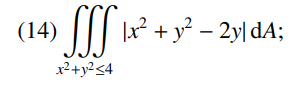 (14) ∭ |x² + y² − 2y| dA;
x²+y²≤4